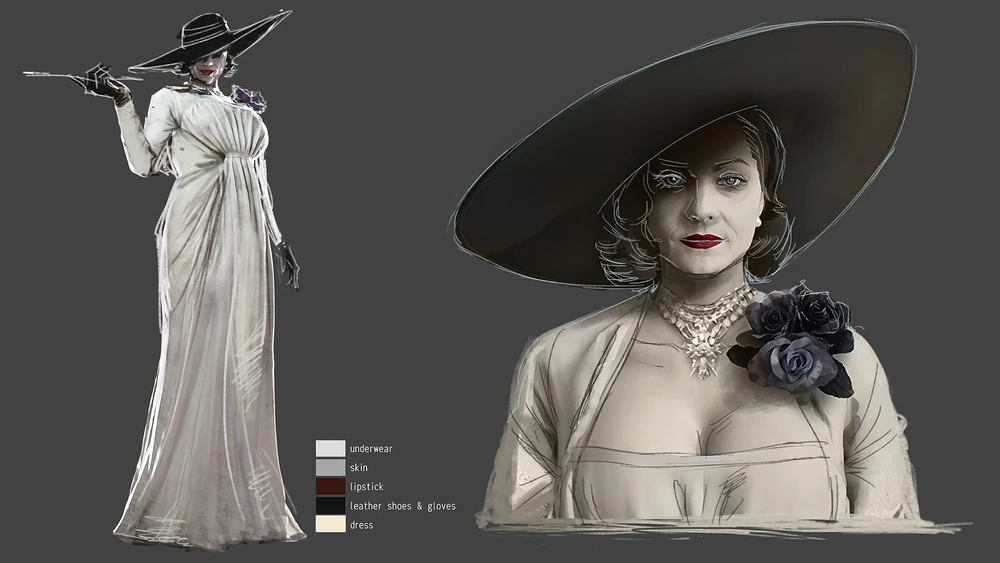 underwear
skin
lipstick
leather shoes & gloves
dress